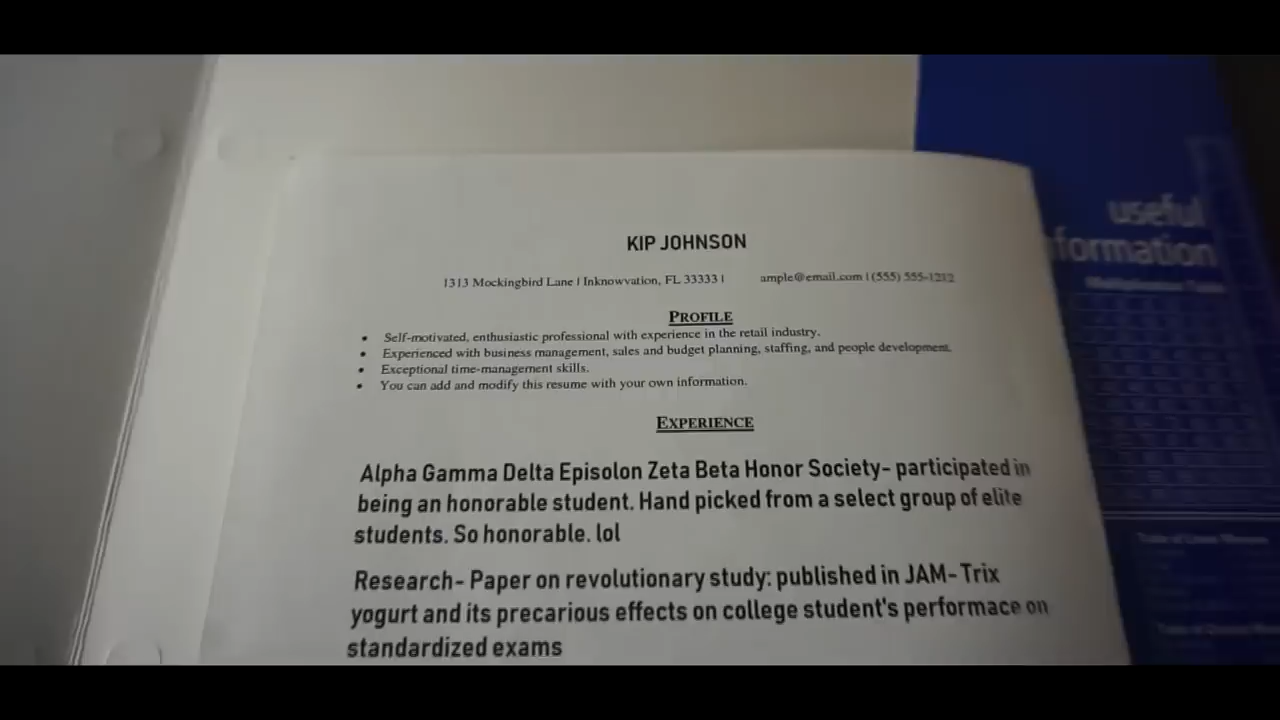 KIP JOHNSON
1313 Mockingbird Lane | Inknowvation, FL 33333 | ample@email.com | (555) 555-1212
PROFILE
• Self-motivated, enthusiastic professional with experience in the retail industry.
• Experienced with business management, sales and budget planning, staffing, and people development.
• Exceptional time-management skills.
• You can add and modify this resume with your own information.
EXPERIENCE
Alpha Gamma Delta Episolon Zeta Beta Honor Society- participated in
being an honorable student. Hand picked from a select group of elite
students. So honorable. lol
Research- Paper on revolutionary study: published in JAM- Trix
yogurt and its precarious effects on college student's performace on
standardized exams
useful
formation